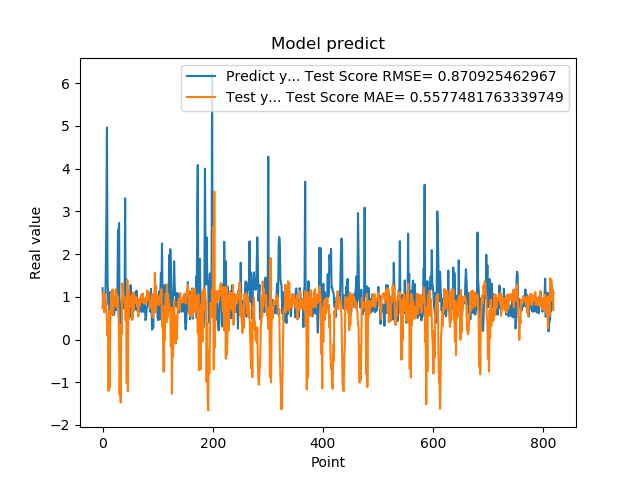 Model predict
Predict y... Test Score RMSE= 0.870925462967
Test y... Test Score MAE= 0.5577481763339749
Real value
6
5
4
3
2
1
0
−1
−2
0 200 400 600 800
Point